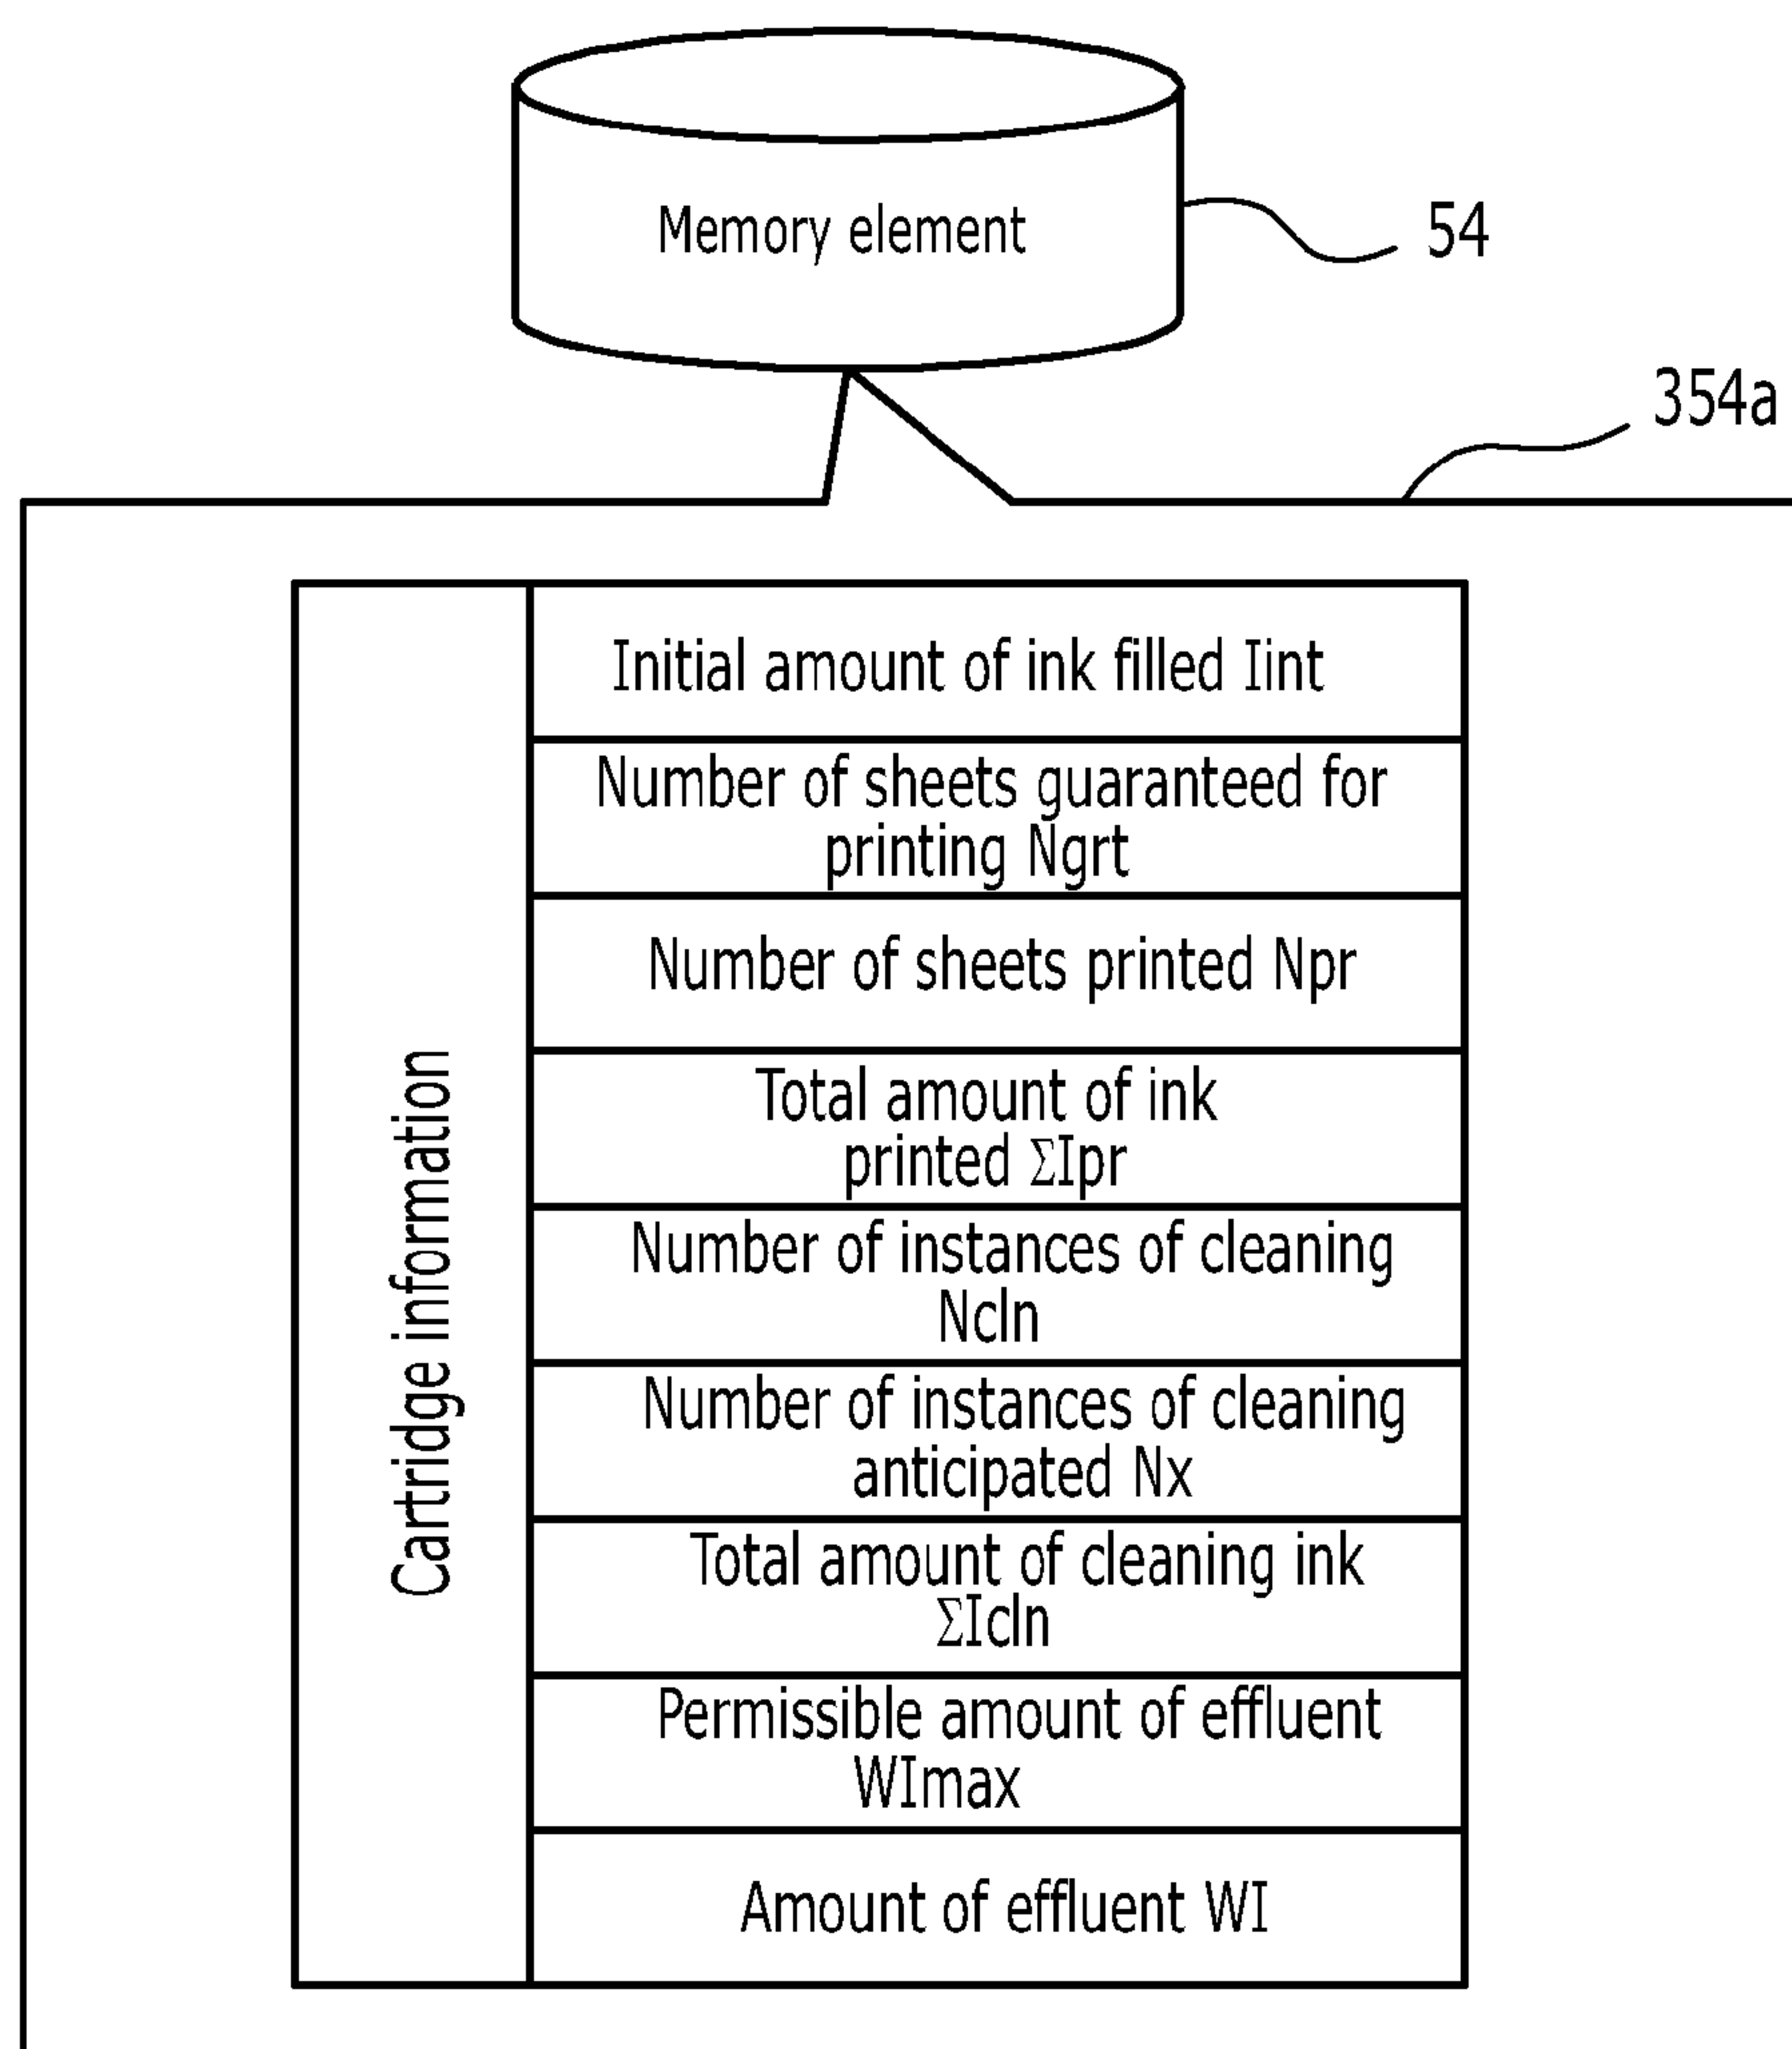 Memory element
54
354a
Cartridge information
Initial amount of ink filled Iint
Number of sheets guaranteed for
printing Ngrt
Number of sheets printed Npr
Total amount of ink
printed ΣIpr
Number of instances of cleaning
Ncln
Number of instances of cleaning
anticipated Nx
Total amount of cleaning ink
ΣIcln
Permissible amount of effluent
WImax
Amount of effluent WI